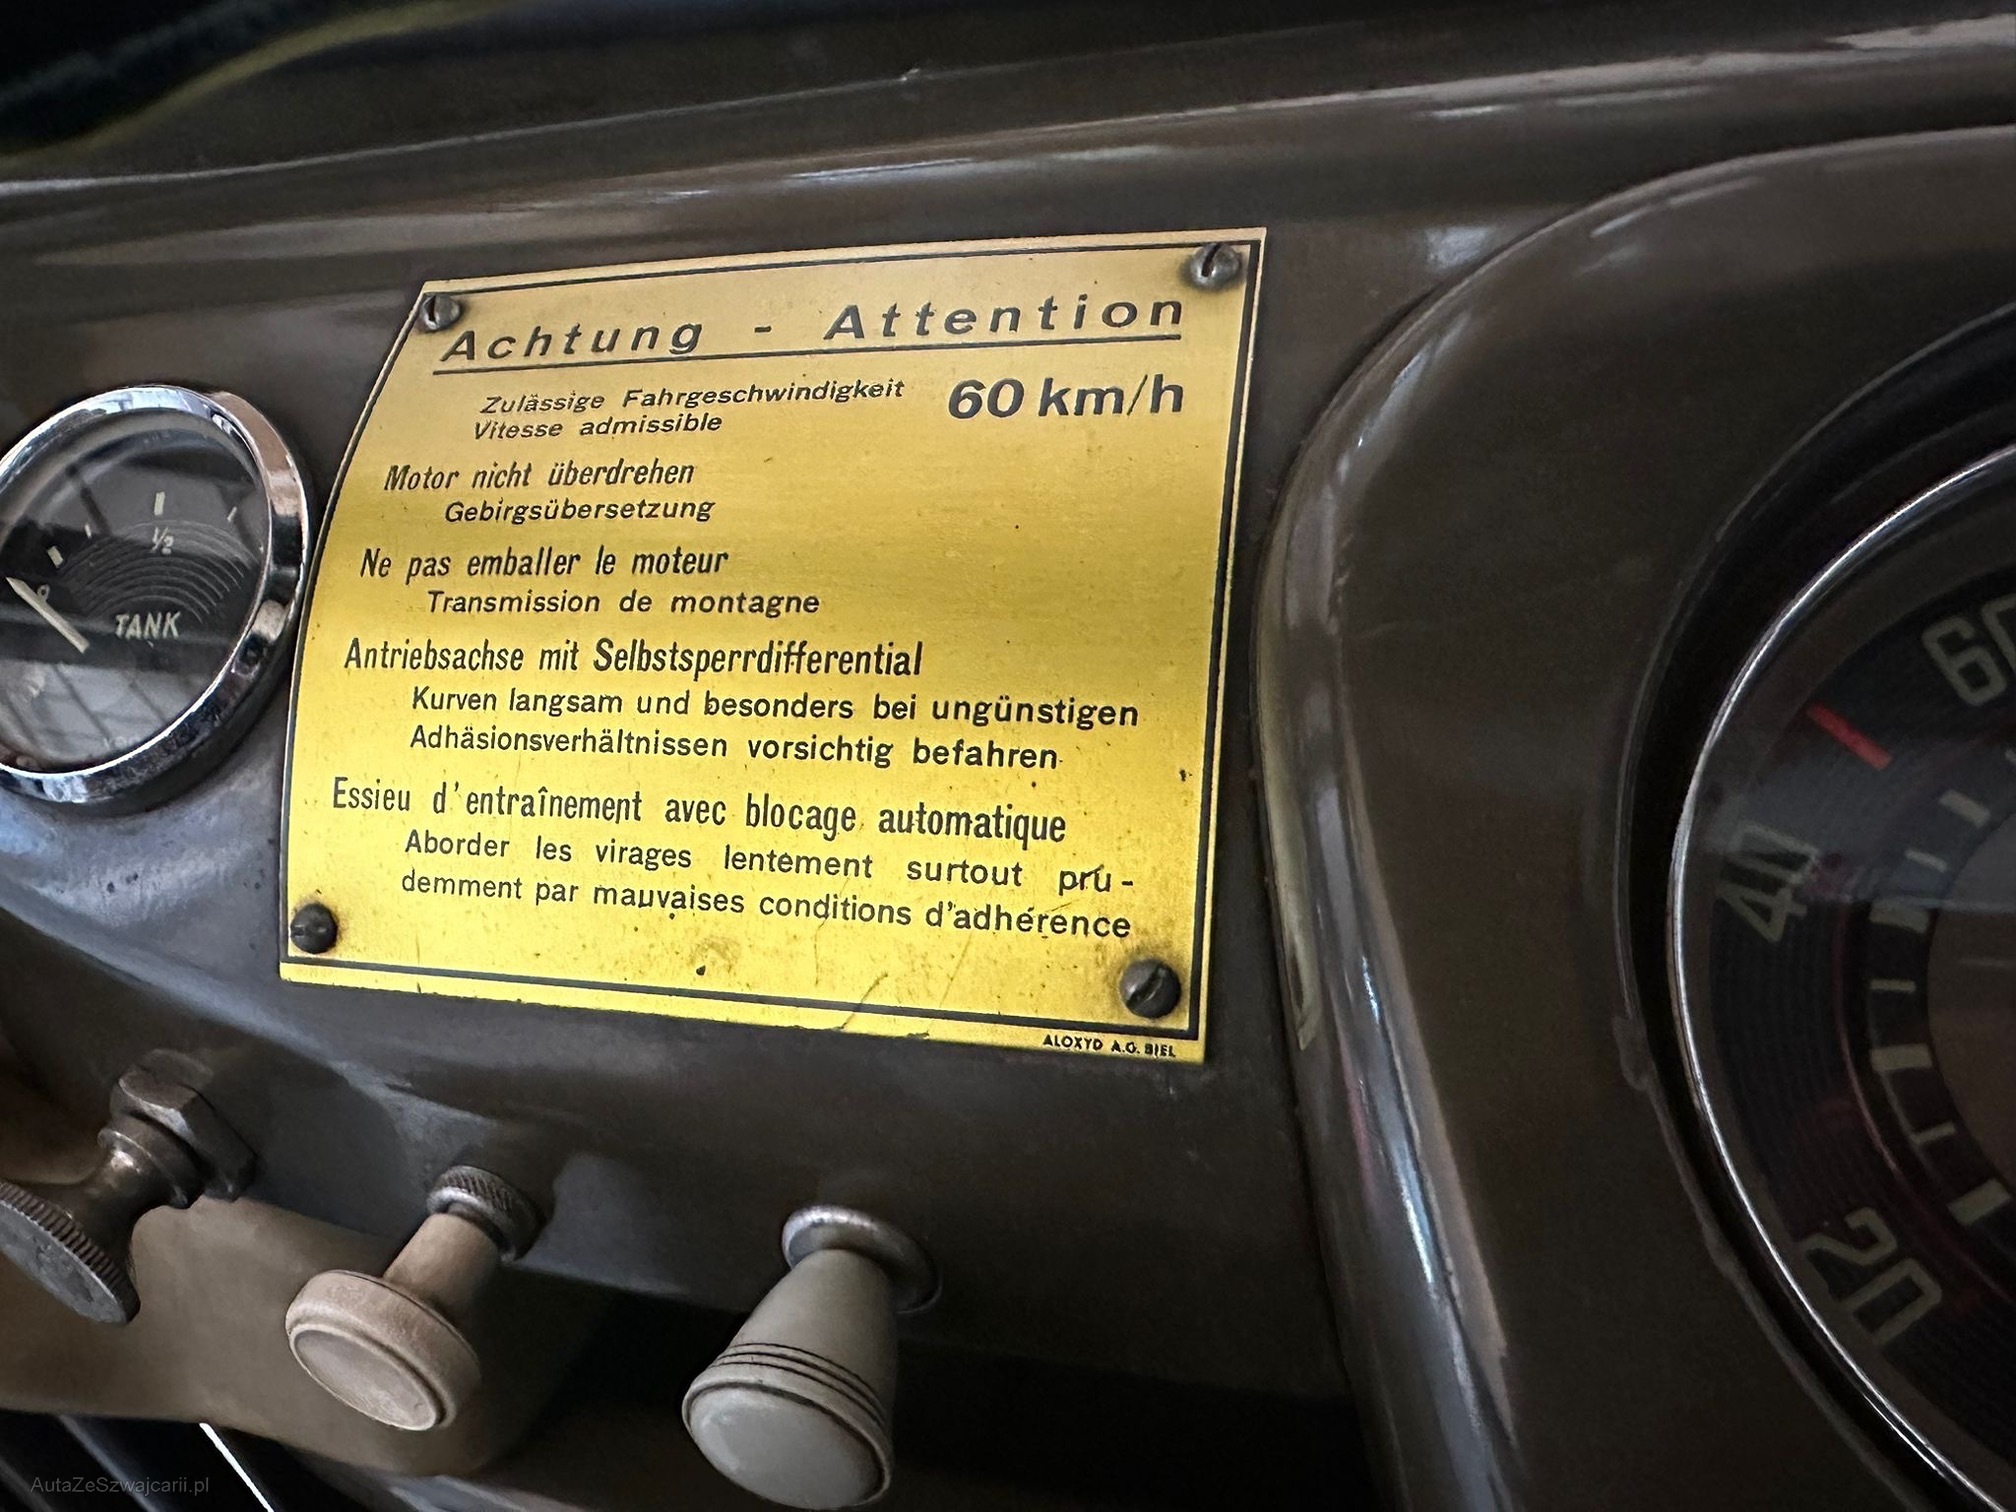 Achtung - Attention
Zulässige Fahrgeschwindigkeit 60 km/h
Vitesse admissible
Motor nicht überdrehen
Gebirgsübersetzung
Ne pas emballer le moteur
Transmission de montagne
Antriebsachse mit Selbstsperrdifferential
Kurven langsam und besonders bei ungünstigen
Adhäsionsverhältnissen vorsichtig befahren
Essieu d'entraînement avec blocage automatique
Aborder les virages lentement surtout pru-
demment par mauvaises conditions d'adhérence
ALOXYD A.G. BIEL
0
1/2
TANK
60
40
20
AutaZeSzwajcarii.pl